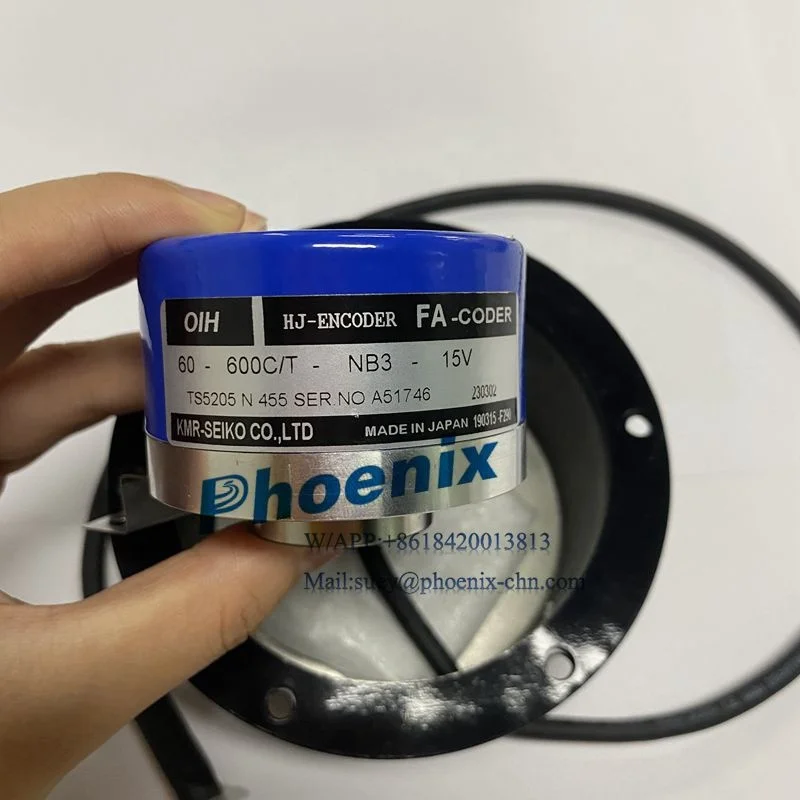 OIH HJ-ENCODER FA-CODER
60 - 600C/T - NB3 - 15V
TS5205 N 455 SER.NO A51746 230302
KMR-SEIKO CO.,LTD MADE IN JAPAN 190315-F290
Phoenix
W/APP:+8618420013813
Mail:suey@phoenix-chn.com